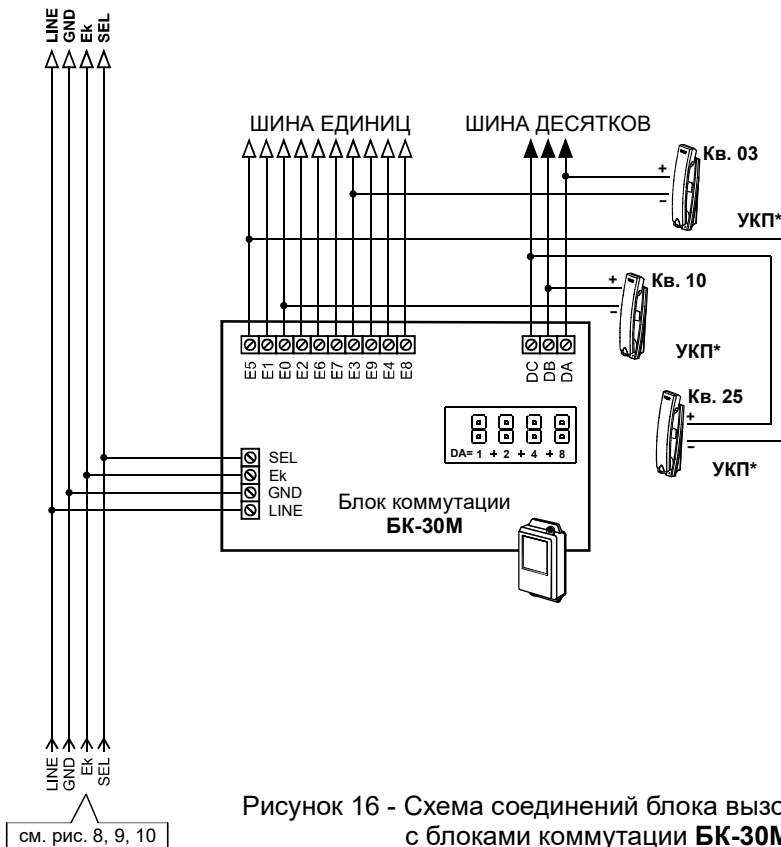 LINE
GND
Ek
SEL
ШИНА ЕДИНИЦ
ШИНА ДЕСЯТКОВ
+
−
Кв. 03
УКП*
+
−
Кв. 10
УКП*
+
−
Кв. 25
УКП*
E5
E1
E0
E2
E6
E7
E3
E9
E4
E8
DC
DB
DA
DA= 1 + 2 + 4 + 8
SEL
Ek
GND
LINE
Блок коммутации
БК-30М
LINE
GND
Ek
SEL
см. рис. 8, 9, 10
Рисунок 16 - Схема соединений блока
с блоками коммутации БК-30М